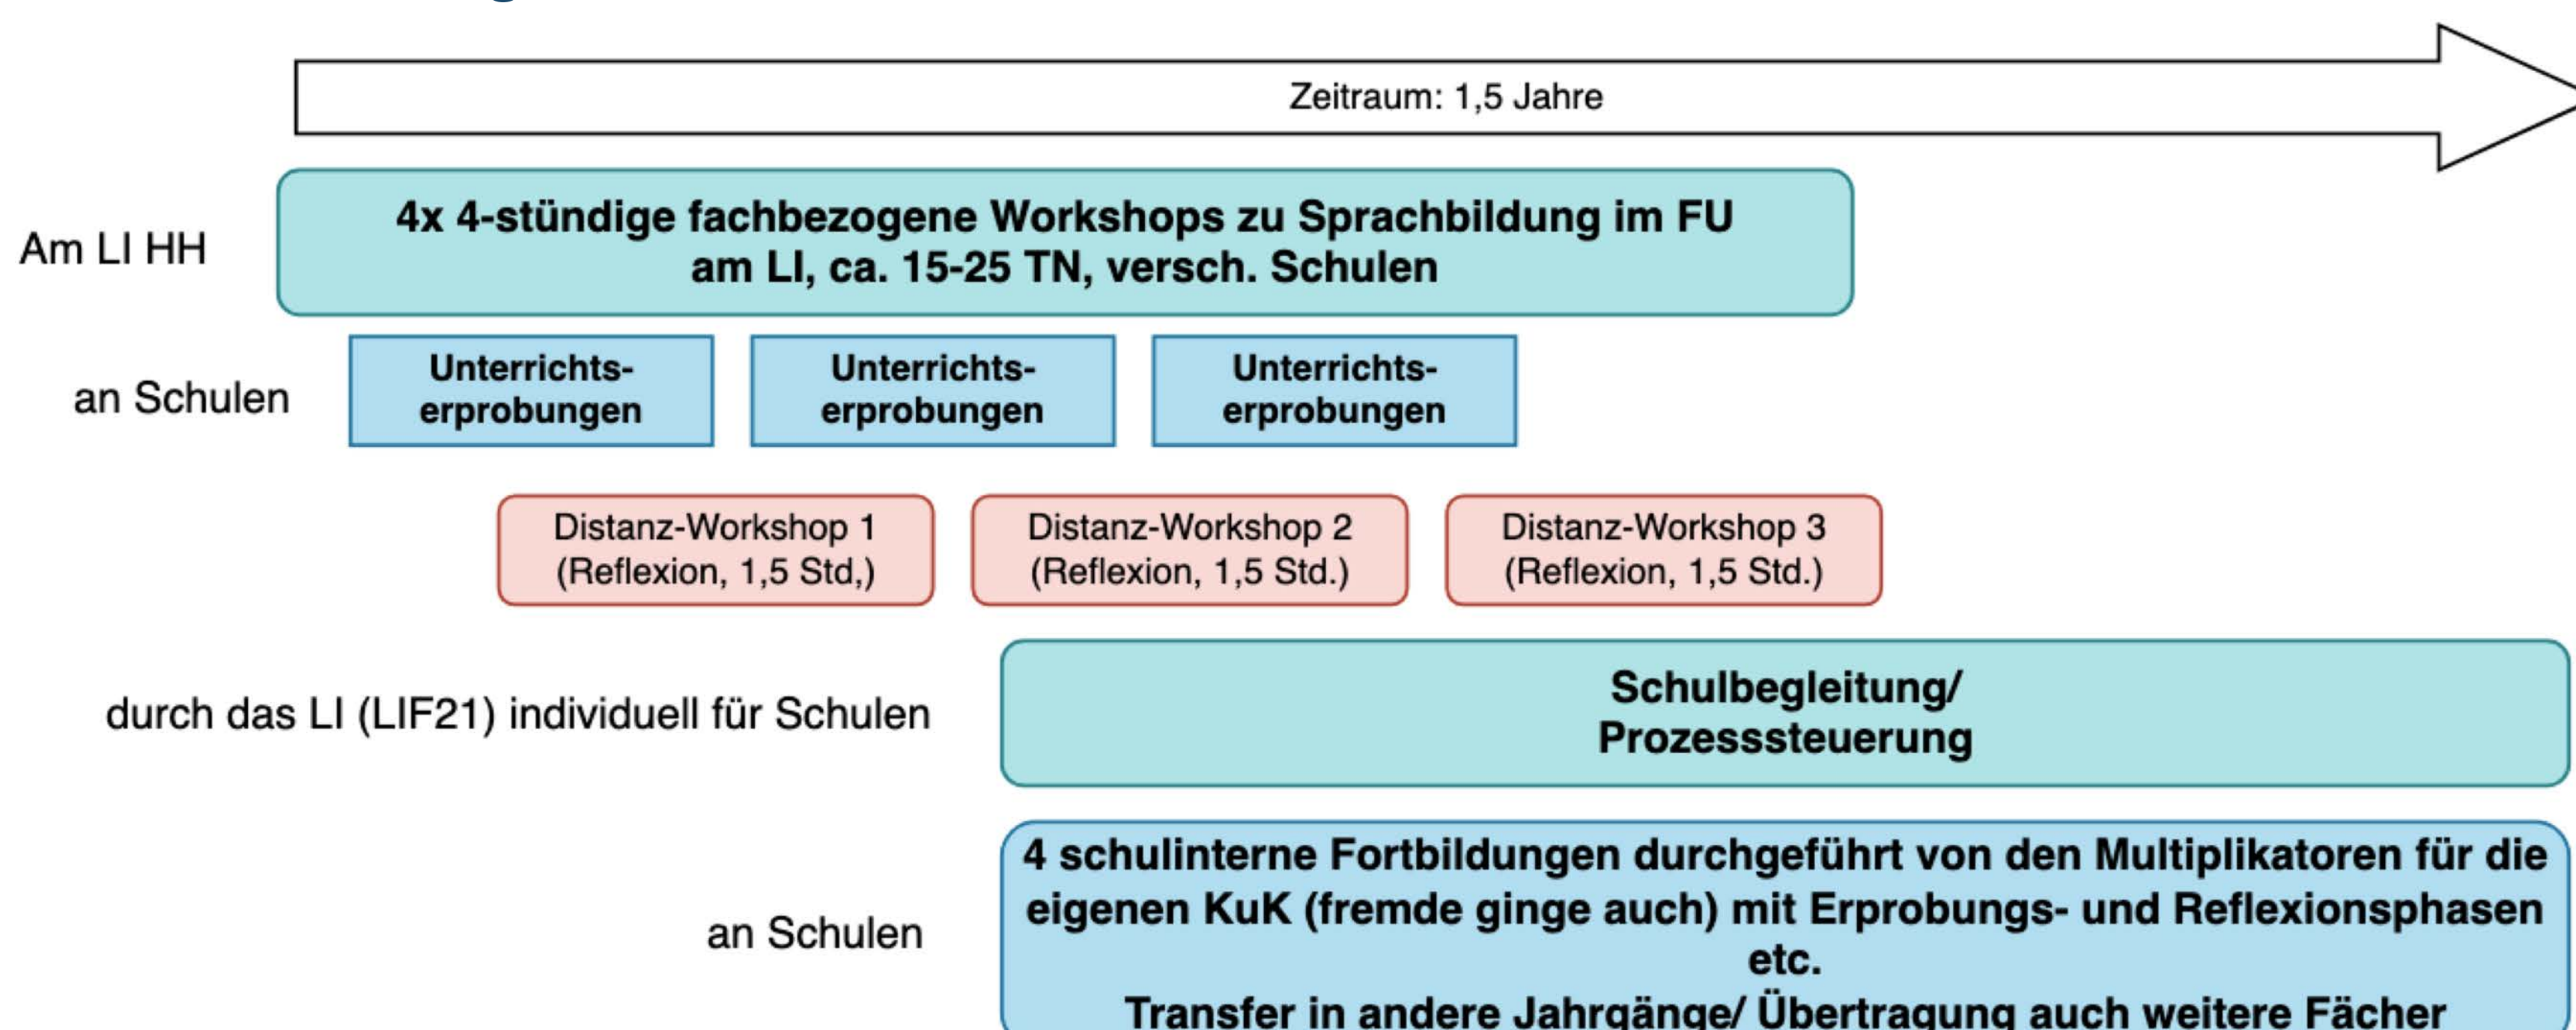 Zeitraum: 1,5 Jahre
Am LI HH
4x 4-stündige fachbezogene Workshops zu Sprachbildung im FU
am LI, ca. 15-25 TN, versch. Schulen
an Schulen
Unterrichts-
erprobungen
Unterrichts-
erprobungen
Unterrichts-
erprobungen
Distanz-Workshop 1
(Reflexion, 1,5 Std,)
Distanz-Workshop 2
(Reflexion, 1,5 Std.)
Distanz-Workshop 3
(Reflexion, 1,5 Std.)
durch das LI (LIF21) individuell für Schulen
Schulbegleitung/
Prozesssteuerung
an Schulen
4 schulinterne Fortbildungen durchgeführt von den Multiplikatoren für die
eigenen KuK (fremde ginge auch) mit Erprobungs- und Reflexionsphasen
etc.
Transfer in andere Jahrgänge/ Übertragung auch weitere Fächer